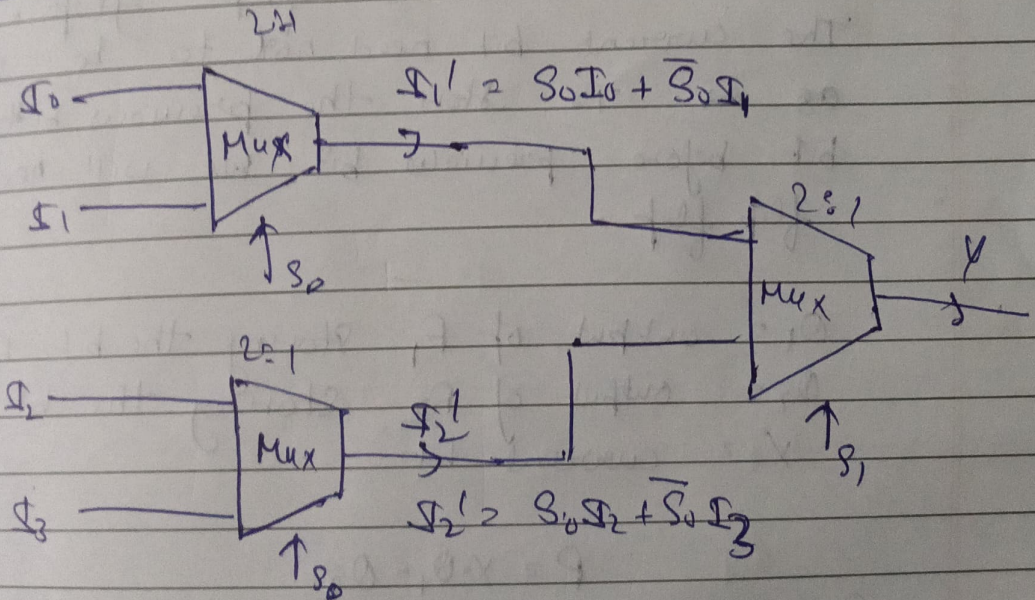 2:1
I0
Mux
I1' = S0I0 + S̅0I1
I1
S0
2:1
Mux
Y
S1
2:1
I2
Mux
I2'
I3
I2' = S0I2 + S̅0I3
S0